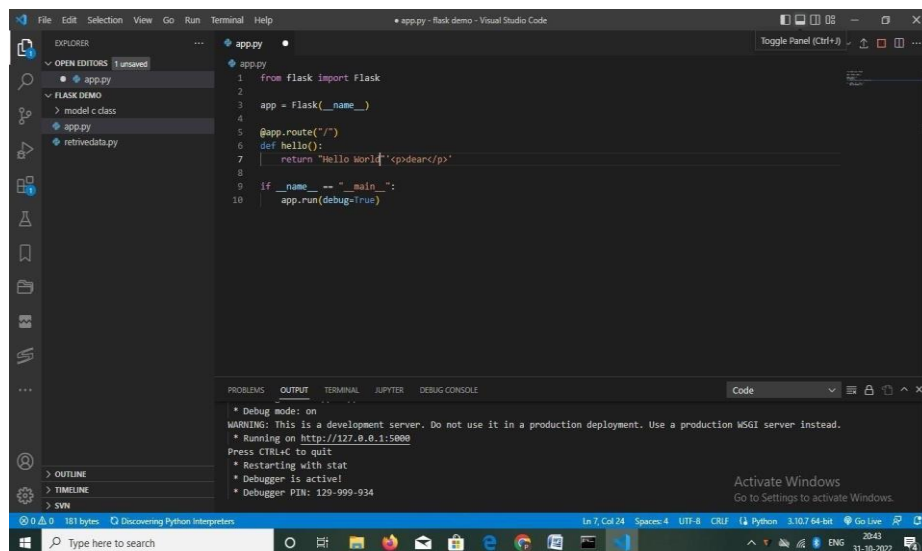 File Edit Selection View Go Run Terminal Help
● app.py - flask demo - Visual Studio Code
EXPLORER
OPEN EDITORS 1 unsaved
● app.py
FLASK DEMO
model c class
app.py
retrivedata.py
OUTLINE
TIMELINE
SVN
app.py ●
Toggle Panel (Ctrl+J)
app.py
1 from flask import Flask
2
3 app = Flask(__name__)
4
5 @app.route("/")
6 def hello():
7 return "Hello World"'<p>dear</p>'
8
9 if __name__ == "__main__":
10 app.run(debug=True)
PROBLEMS OUTPUT TERMINAL JUPYTER DEBUG CONSOLE
Code
* Debug mode: on
WARNING: This is a development server. Do not use it in a production deployment. Use a production WSGI server instead.
* Running on http://127.0.0.1:5000
Press CTRL+C to quit
* Restarting with stat
* Debugger is active!
* Debugger PIN: 129-999-934
Activate Windows
Go to Settings to activate Windows.
0 0 181 bytes Discovering Python Interpreters
Ln 7, Col 24 Spaces: 4 UTF-8 CRLF Python 3.10.7 64-bit Go Live
Type here to search
ENG
20:43
31-10-2022